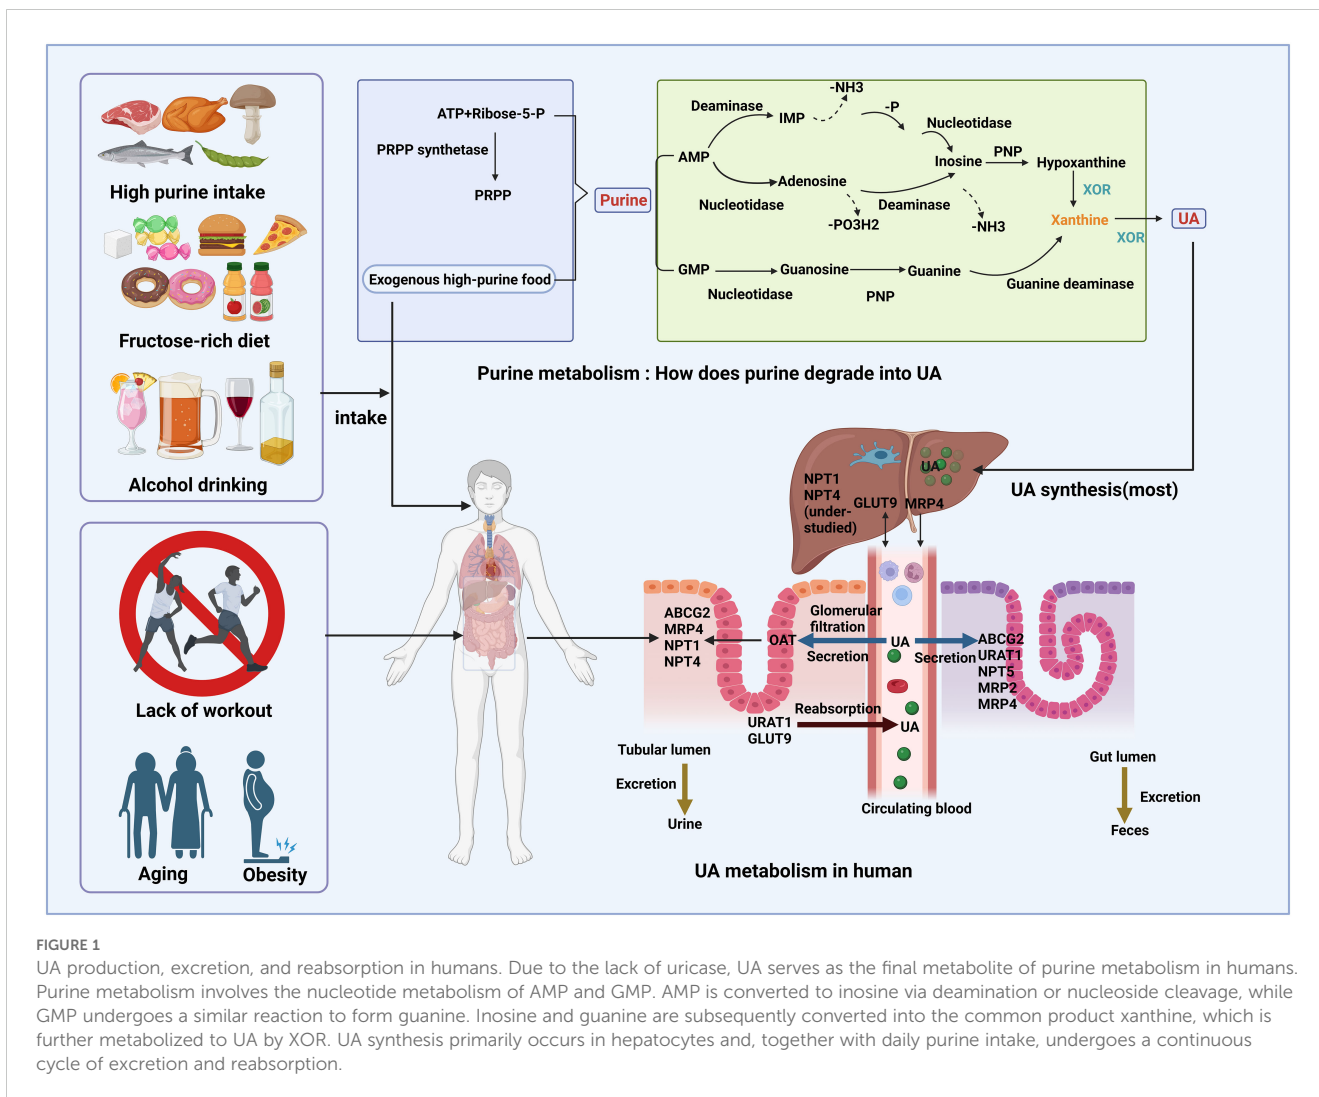 High purine intake
Fructose-rich diet
Alcohol drinking
intake
Lack of workout
Aging
Obesity
ATP+Ribose-5-P
PRPP synthetase
PRPP
Exogenous high-purine food
Purine
AMP
Deaminase
IMP
-NH3
-P
Nucleotidase
Inosine
PNP
Hypoxanthine
XOR
Nucleotidase
Adenosine
-PO3H2
Deaminase
-NH3
Xanthine
XOR
UA
GMP
Nucleotidase
Guanosine
PNP
Guanine
Guanine deaminase
Purine metabolism : How does purine degrade into UA
UA synthesis(most)
NPT1
NPT4
(under-
studied)
GLUT9
MRP4
UA
ABCG2
MRP4
NPT1
NPT4
OAT
Glomerular
filtration
Secretion
UA
Secretion
ABCG2
URAT1
NPT5
MRP2
MRP4
Reabsorption
URAT1
GLUT9
UA
Tubular lumen
Excretion
Urine
Circulating blood
Gut lumen
Excretion
Feces
UA metabolism in human
FIGURE 1
UA production, excretion, and reabsorption in humans. Due to the lack of uricase, UA serves as the final metabolite of purine metabolism in humans.
Purine metabolism involves the nucleotide metabolism of AMP and GMP. AMP is converted to inosine via deamination or nucleoside cleavage, while
GMP undergoes a similar reaction to form guanine. Inosine and guanine are subsequently converted into the common product xanthine, which is
further metabolized to UA by XOR. UA synthesis primarily occurs in hepatocytes and, together with daily purine intake, undergoes a continuous
cycle of excretion and reabsorption.